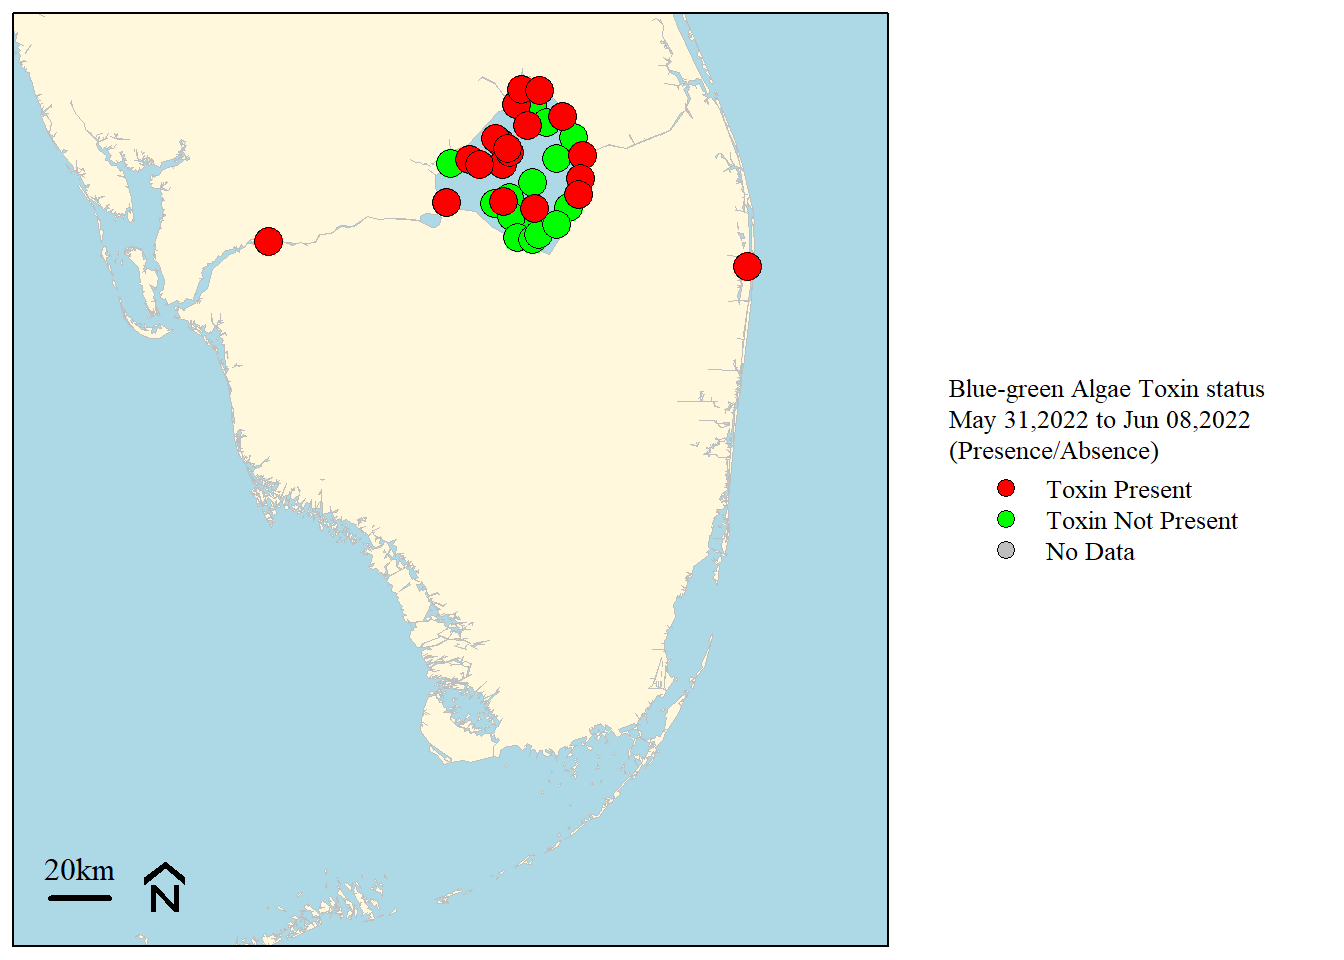 Blue-green Algae Toxin status
May 31,2022 to Jun 08,2022
(Presence/Absence)
Toxin Present
Toxin Not Present
No Data
20km
N